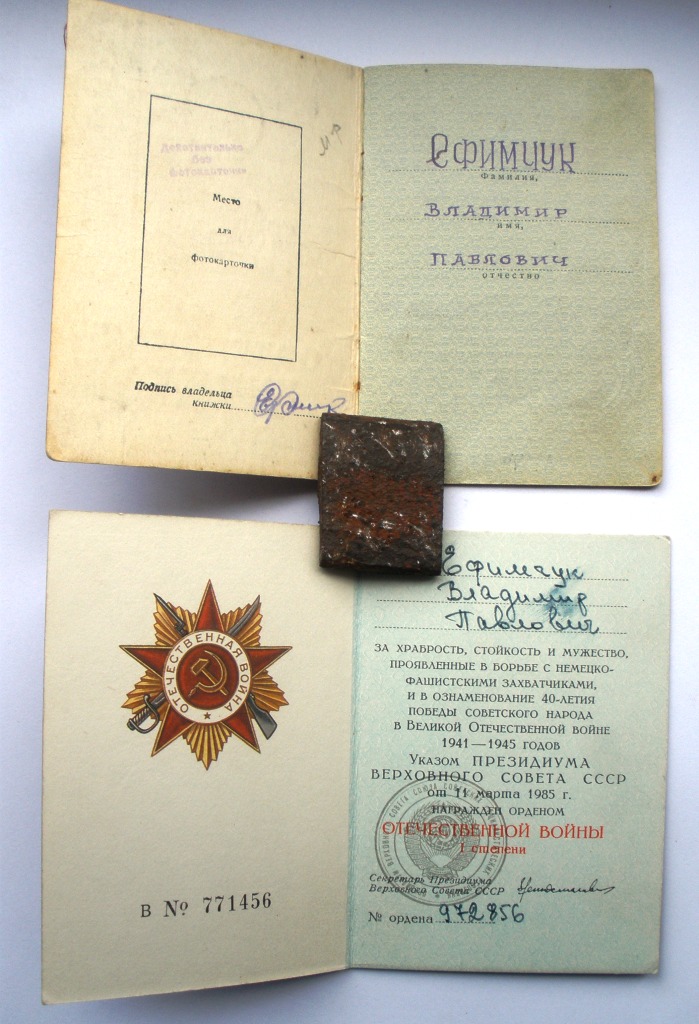 Действительно
без
фотокарточки
Место
для
фотокарточки
Подпись владельца
книжки
ЕФИМЧУК
Фамилия,
ВЛАДИМИР
имя,
ПАВЛОВИЧ
отчество
ОТЕЧЕСТВЕННАЯ ВОЙНА
В № 771456
Ефимчук
Владимир
Павлович
ЗА ХРАБРОСТЬ, СТОЙКОСТЬ И МУЖЕСТВО,
ПРОЯВЛЕННЫЕ В БОРЬБЕ С НЕМЕЦКО-
ФАШИСТСКИМИ ЗАХВАТЧИКАМИ,
И В ОЗНАМЕНОВАНИЕ 40-ЛЕТИЯ
ПОБЕДЫ СОВЕТСКОГО НАРОДА
В ВЕЛИКОЙ ОТЕЧЕСТВЕННОЙ ВОЙНЕ
1941—1945 ГОДОВ
УКАЗОМ ПРЕЗИДИУМА
ВЕРХОВНОГО СОВЕТА СССР
от 11 марта 1985 г.
НАГРАЖДЕН ОРДЕНОМ
ОТЕЧЕСТВЕННОЙ ВОЙНЫ
I степени
Секретарь Президиума
Верховного Совета СССР
№ ордена 972856